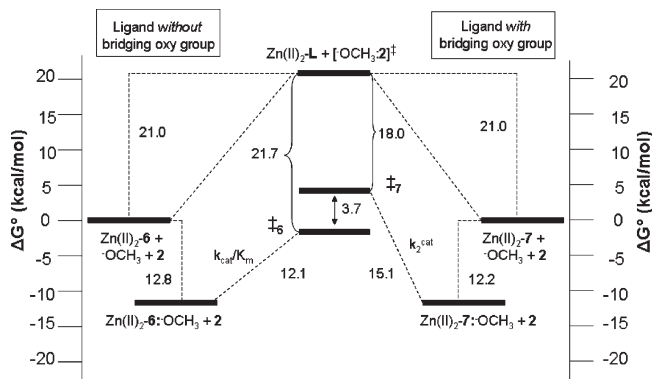 Ligand without
bridging oxy group
Ligand with
bridging oxy group
Zn(II)₂-L + [⁻OCH₃:2]‡
ΔG° (kcal/mol)
20
15
10
5
0
-5
-10
-15
-20
21.0
21.7
18.0
21.0
‡₇
3.7
‡₆
Zn(II)₂-6 +
⁻OCH₃ + 2
12.8
kcat/Km
12.1
15.1
k₂cat
Zn(II)₂-7 +
⁻OCH₃ + 2
12.2
Zn(II)₂-6:⁻OCH₃ + 2
Zn(II)₂-7:⁻OCH₃ + 2
20
15
10
5
0
-5
-10
-15
-20
ΔG° (kcal/mol)